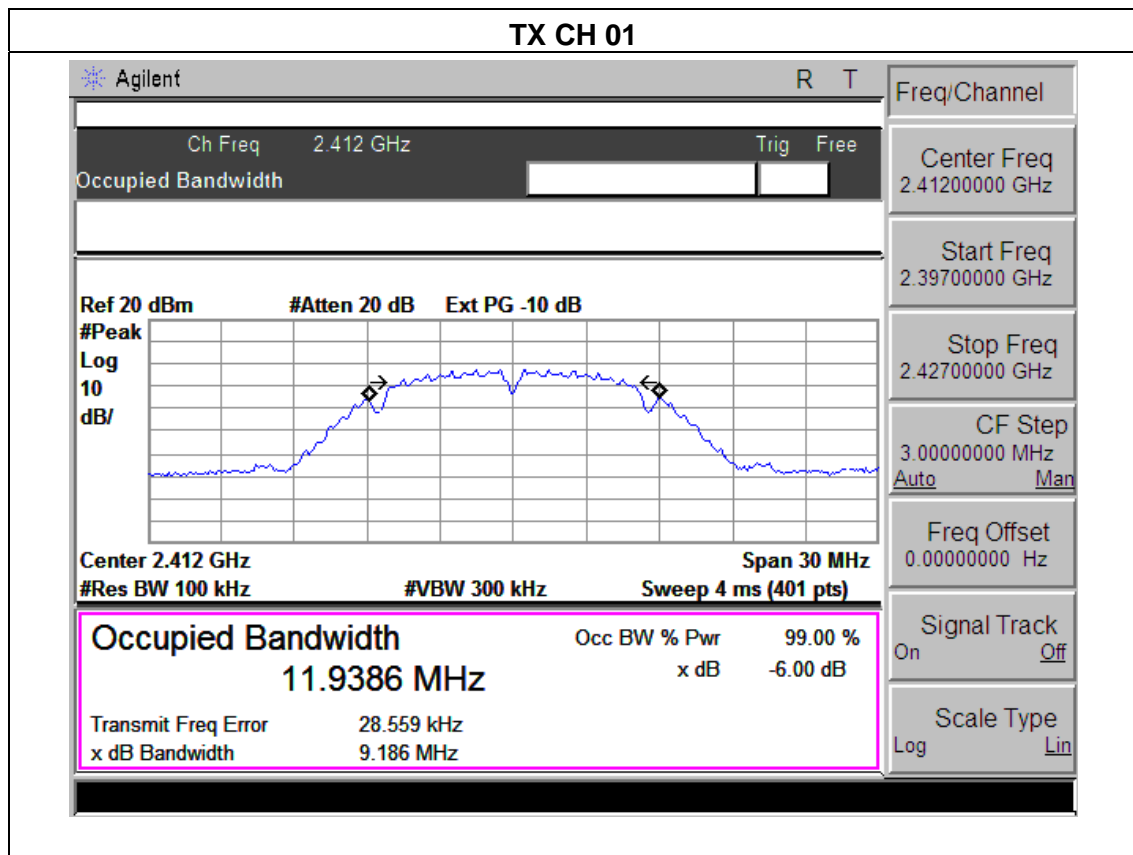 TX CH 01
Agilent R T
Ch Freq 2.412 GHz Trig Free
Occupied Bandwidth
Ref 20 dBm #Atten 20 dB Ext PG -10 dB
#Peak
Log
10
dB/
Center 2.412 GHz Span 30 MHz
#Res BW 100 kHz #VBW 300 kHz Sweep 4 ms (401 pts)
Occupied Bandwidth Occ BW % Pwr 99.00 %
11.9386 MHz x dB -6.00 dB
Transmit Freq Error 28.559 kHz
x dB Bandwidth 9.186 MHz
Freq/Channel
Center Freq
2.41200000 GHz
Start Freq
2.39700000 GHz
Stop Freq
2.42700000 GHz
CF Step
3.00000000 MHz
Auto Man
Freq Offset
0.00000000 Hz
Signal Track
On Off
Scale Type
Log Lin